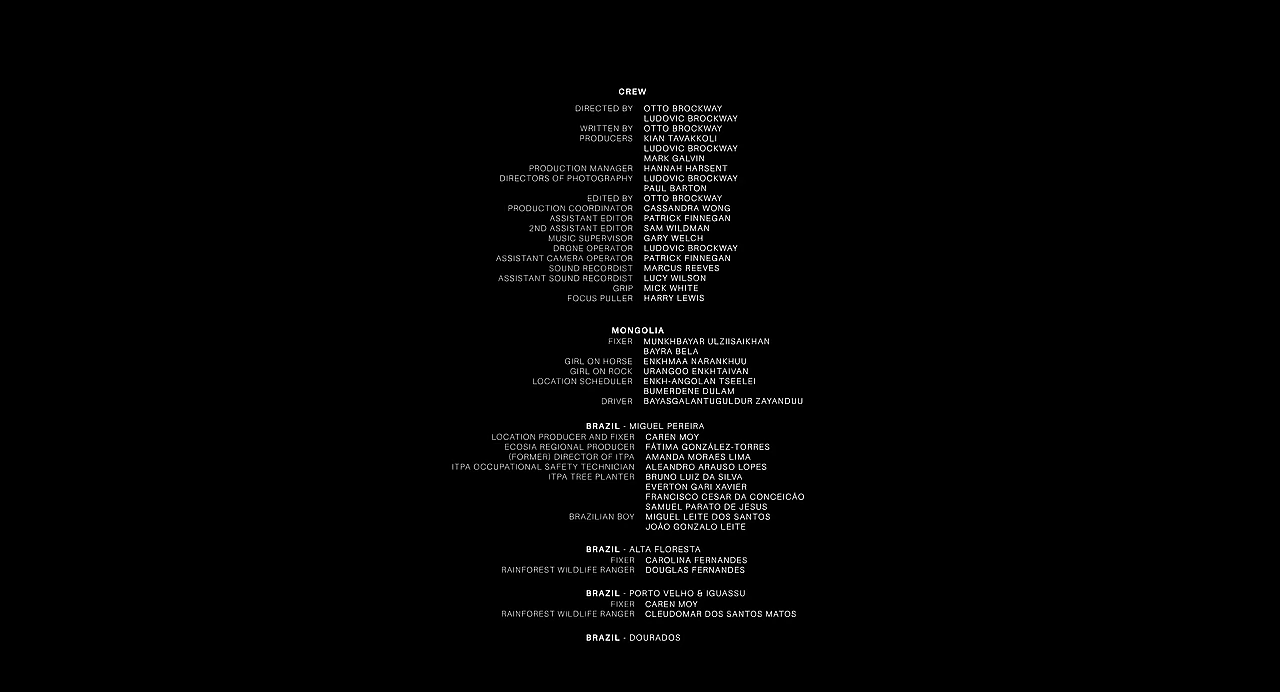 CREW
DIRECTED BY OTTO BROCKWAY
LUDOVIC BROCKWAY
WRITTEN BY OTTO BROCKWAY
PRODUCERS KIAN TAVAKKOLI
LUDOVIC BROCKWAY
MARK GALVIN
PRODUCTION MANAGER HANNAH HARSENT
DIRECTORS OF PHOTOGRAPHY LUDOVIC BROCKWAY
PAUL BARTON
EDITED BY OTTO BROCKWAY
PRODUCTION COORDINATOR CASSANDRA WONG
ASSISTANT EDITOR PATRICK FINNEGAN
2ND ASSISTANT EDITOR SAM WILDMAN
MUSIC SUPERVISOR GARY WELCH
DRONE OPERATOR LUDOVIC BROCKWAY
ASSISTANT CAMERA OPERATOR PATRICK FINNEGAN
SOUND RECORDIST MARCUS REEVES
ASSISTANT SOUND RECORDIST LUCY WILSON
GRIP MICK WHITE
FOCUS PULLER HARRY LEWIS
MONGOLIA
FIXER MUNKHBAYAR ULZIISAIKHAN
BAYRA BELA
GIRL ON HORSE ENKHMAA NARANKHUU
GIRL ON ROCK URANGOO ENKHTAIVAN
LOCATION SCHEDULER ENKH-ANGOLAN TSEELEI
BUMERDENE DULAM
DRIVER BAYASGALANTUGULDUR ZAYANDUU
BRAZIL - MIGUEL PEREIRA
LOCATION PRODUCER AND FIXER CAREN MOY
ECOSIA REGIONAL PRODUCER FÁTIMA GONZÁLEZ-TORRES
(FORMER) DIRECTOR OF ITPA AMANDA MORAES LIMA
ITPA OCCUPATIONAL SAFETY TECHNICIAN ALEANDRO ARAUSO LOPES
ITPA TREE PLANTER BRUNO LUIZ DA SILVA
EVERTON GARI XAVIER
FRANCISCO CESAR DA CONCEICÃO
SAMUEL PARATO DE JESUS
BRAZILIAN BOY MIGUEL LEITE DOS SANTOS
JOÃO GONZALO LEITE
BRAZIL - ALTA FLORESTA
FIXER CAROLINA FERNANDES
RAINFOREST WILDLIFE RANGER DOUGLAS FERNANDES
BRAZIL - PORTO VELHO & IGUASSU
FIXER CAREN MOY
RAINFOREST WILDLIFE RANGER CLEUDOMAR DOS SANTOS MATOS
BRAZIL - DOURADOS